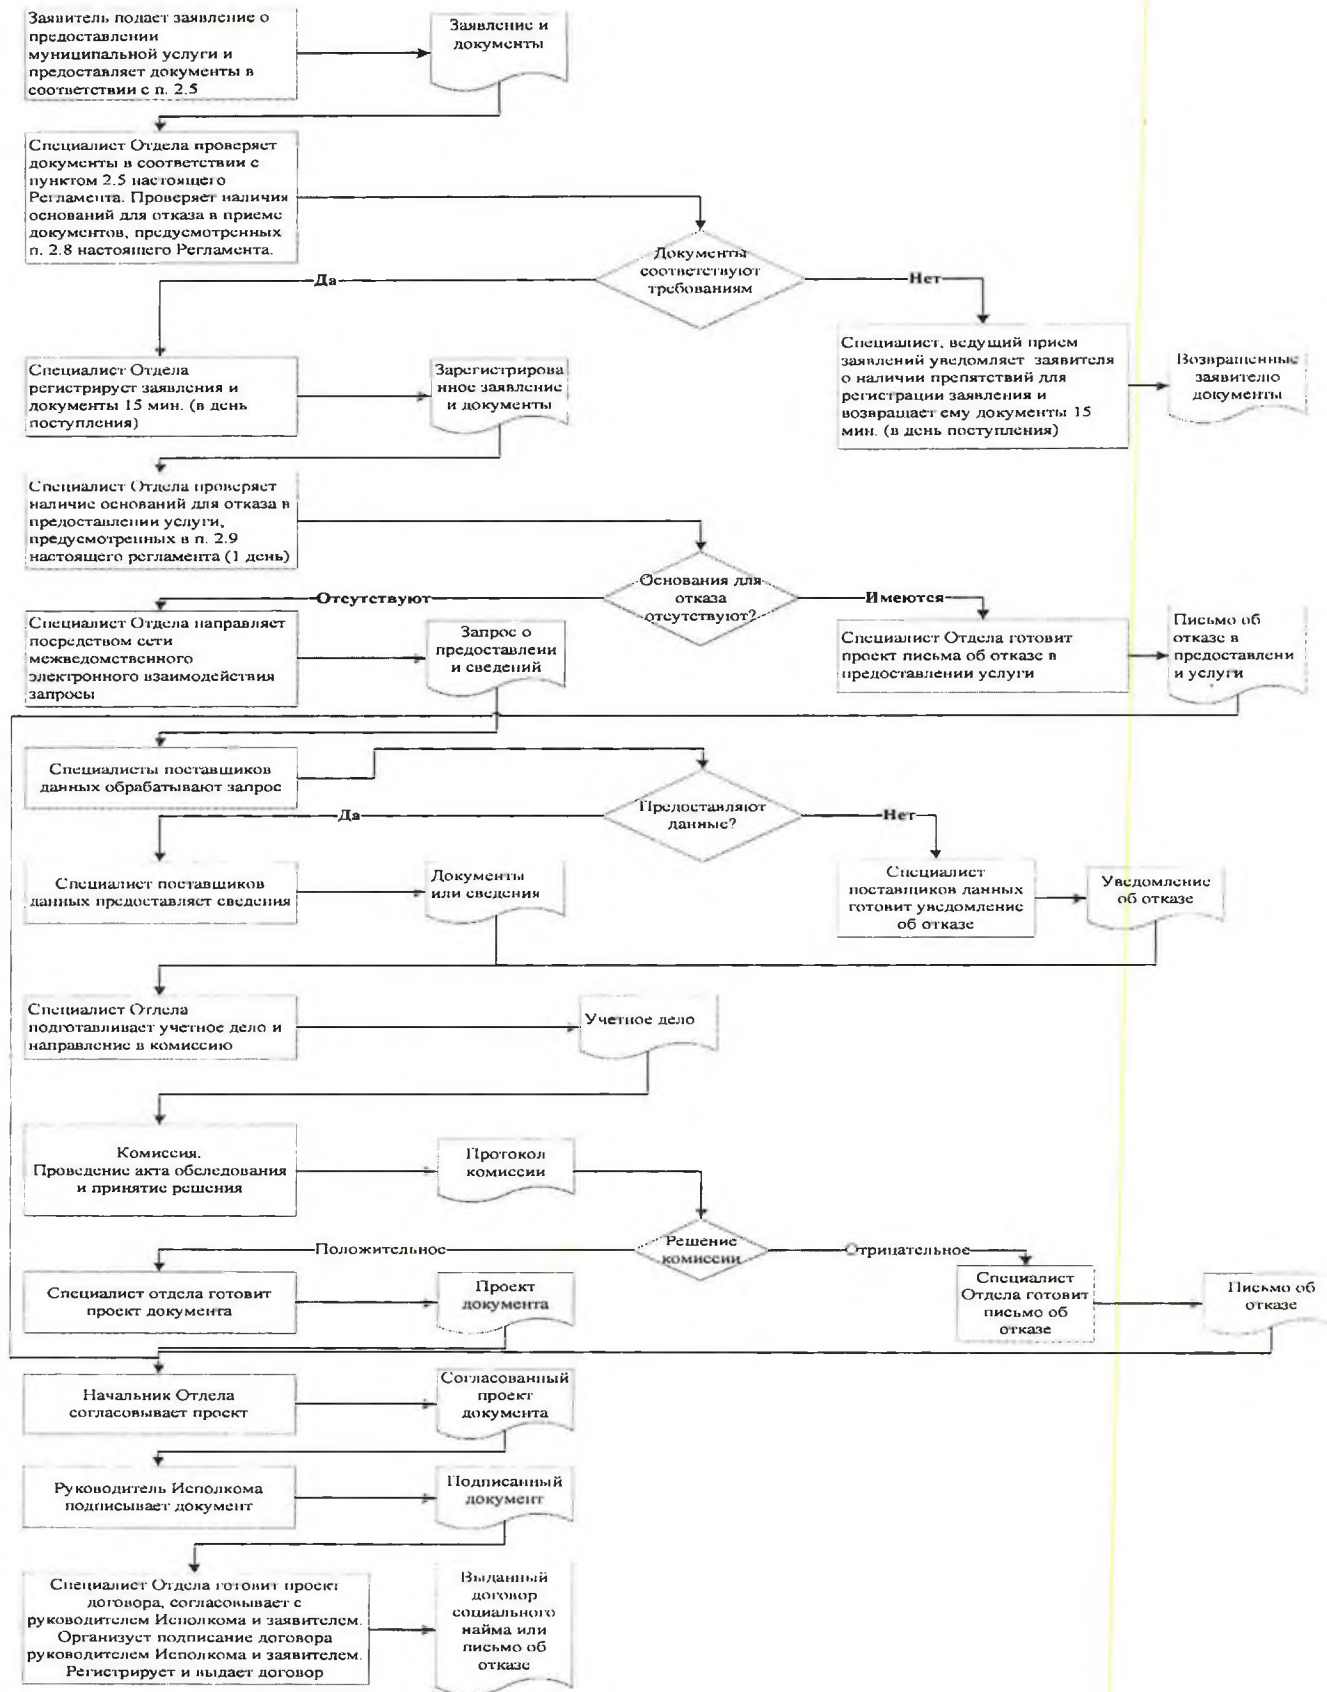 Заявитель подает заявление о
предоставлении
муниципальной услуги и
предоставляет документы в
соответствии с п. 2.5
Заявление и
документы
Специалист Отдела проверяет
документы в соответствии с
пунктом 2.5 настоящего
Регламента. Проверяет наличия
оснований для отказа в приеме
документов, предусмотренных
п. 2.8 настоящего Регламента.
Документы
соответствуют
требованиям
Да
Нет
Специалист Отдела
регистрирует заявления и
документы 15 мин. (в день
поступления)
Зарегистрирова
нное заявление
и документы
Специалист, ведущий прием
заявлений уведомляет заявителя
о наличии препятствий для
регистрации заявления и
возвращает ему документы 15
мин. (в день поступления)
Возвращенные
заявителю
документы
Специалист Отдела проверяет
наличие оснований для отказа в
предоставлении услуги,
предусмотренных в п. 2.9
настоящего регламента (1 день)
Основания для
отказа
отсутствуют?
Отсутствуют
Имеются
Специалист Отдела направляет
посредством сети
межведомственного
электронного взаимодействия
запросы
Запрос о
предоставлени
и сведений
Специалист Отдела готовит
проект письма об отказе в
предоставлении услуги
Письмо об
отказе в
предоставлени
и услуги
Специалисты поставщиков
данных обрабатывают запрос
Предоставляют
данные?
Да
Нет
Специалист поставщиков
данных предоставляет сведения
Документы
или сведения
Специалист
поставщиков данных
готовит уведомление
об отказе
Уведомление
об отказе
Специалист Отдела
подготавливает учетное дело и
направление в комиссию
Учетное дело
Комиссия.
Проведение акта обследования
и принятие решения
Протокол
комиссии
Решение
комиссии
Положительное
Отрицательное
Специалист отдела готовит
проект документа
Проект
документа
Специалист
Отдела готовит
письмо об
отказе
Письмо об
отказе
Начальник Отдела
согласовывает проект
Согласованный
проект
документа
Руководитель Исполкома
подписывает документ
Подписанный
документ
Специалист Отдела готовит проект
договора, согласовывает с
руководителем Исполкома и заявителем.
Организует подписание договора
руководителем Исполкома и заявителем.
Регистрирует и выдает договор
Выданный
договор
социального
найма или
письмо об
отказе